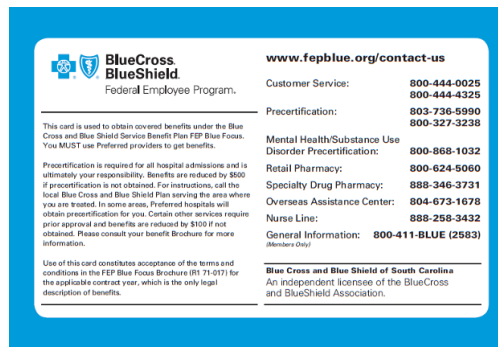 BlueCross.
BlueShield.
Federal Employee Program.
This card is used to obtain covered benefits under the Blue
Cross and Blue Shield Service Benefit Plan FEP Blue Focus.
You MUST use Preferred providers to get benefits.
Precertification is required for all hospital admissions and is
ultimately your responsibility. Benefits are reduced by $500
if precertification is not obtained. For instructions, call the
local Blue Cross and Blue Shield Plan serving the area where
you are treated. In some areas, Preferred hospitals will
obtain precertification for you. Certain other services require
prior approval and benefits are reduced by $100 if not
obtained. Please consult your benefit Brochure for more
information.
Use of this card constitutes acceptance of the terms and
conditions in the FEP Blue Focus Brochure (R1 71-017) for
the applicable contract year, which is the only legal
description of benefits.
www.fepblue.org/contact-us
Customer Service: 800-444-0025
800-444-4325
Precertification: 803-736-5990
800-327-3238
Mental Health/Substance Use
Disorder Precertification: 800-868-1032
Retail Pharmacy: 800-624-5060
Specialty Drug Pharmacy: 888-346-3731
Overseas Assistance Center: 804-673-1678
Nurse Line: 888-258-3432
General Information: 800-411-BLUE (2583)
(Members Only)
Blue Cross and Blue Shield of South Carolina
An independent licensee of the BlueCross
and BlueShield Association.